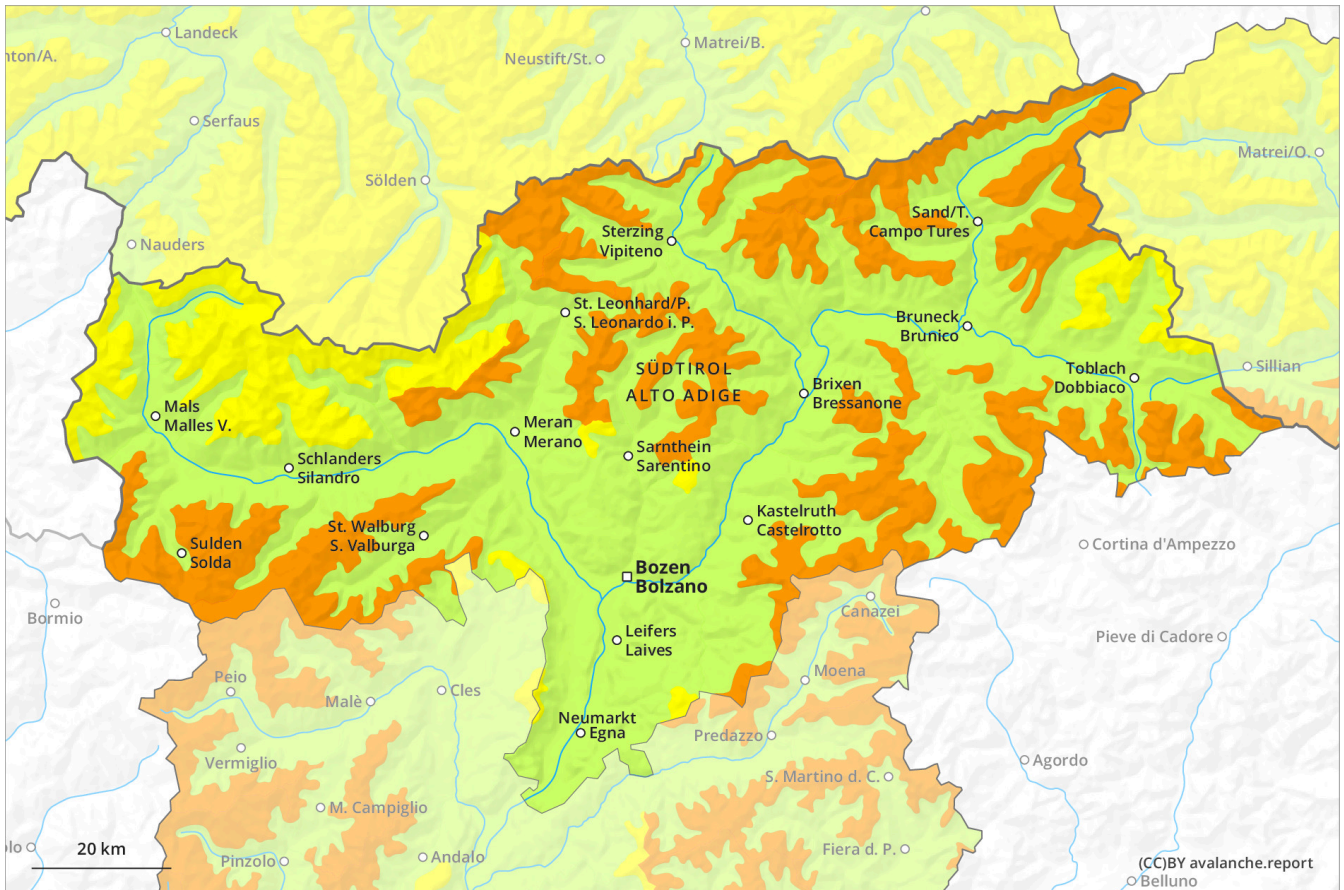 Landeck
nton/A.
Matrei/B.
Neustift/St.
Serfaus
Sölden
Matrei/O.
Nauders
Sand/T.
Campo Tures
Sterzing
Vipiteno
St. Leonhard/P.
S. Leonardo i. P.
Bruneck
Brunico
SÜDTIROL
ALTO ADIGE
Toblach
Dobbiaco
Sillian
Brixen
Bressanone
Mals
Malles V.
Meran
Merano
Sarnthein
Sarentino
Schlanders
Silandro
Kastelruth
Castelrotto
St. Walburg
S. Valburga
Sulden
Solda
Cortina d'Ampezzo
Bozen
Bolzano
Bormio
Canazei
Leifers
Laives
Pieve di Cadore
Peio
Moena
Malè
Cles
Neumarkt
Egna
Predazzo
Vermiglio
Agordo
S. Martino d. C.
M. Campiglio
lo
20 km
Pinzolo
Andalo
Fiera d. P.
(CC)BY avalanche.report
Belluno